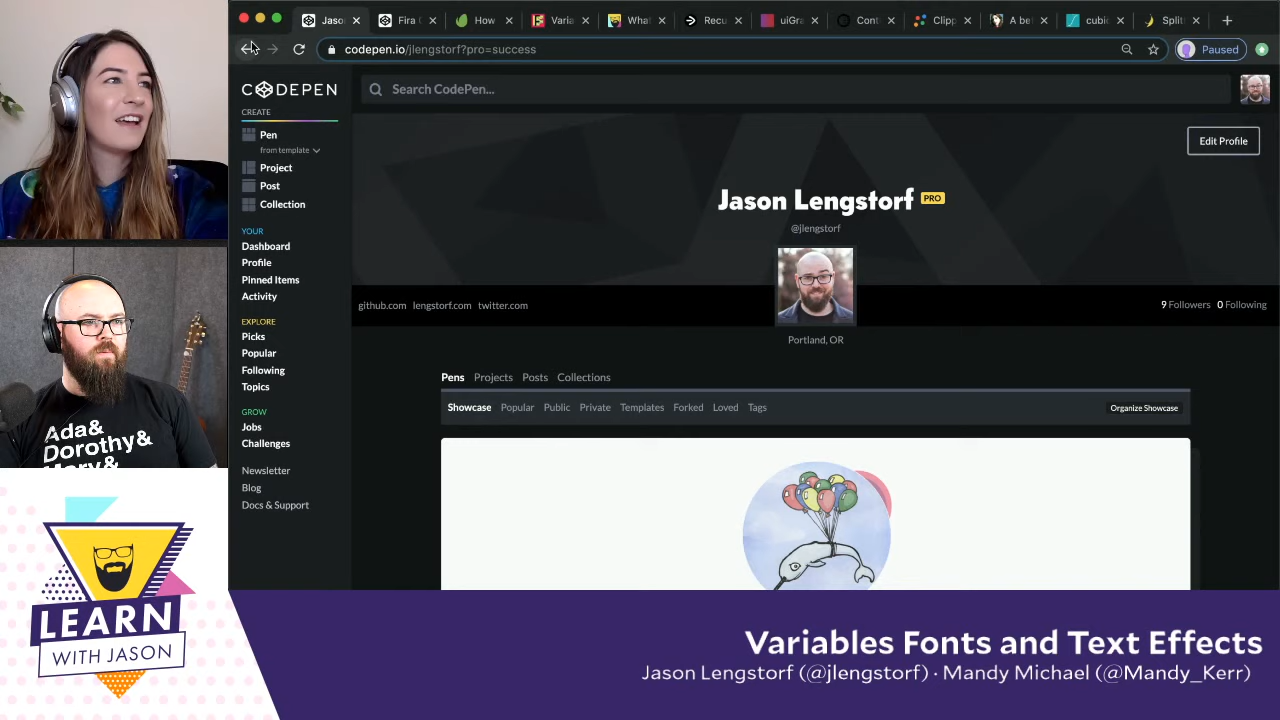 Jason
Fira
How
Varia
What
Recu
uiGra
Cont
Clipp
A bet
cubic
Split
codepen.io/jlengstorf?pro=success
Paused
CODEPEN
Search CodePen...
CREATE
Pen
from template
Project
Post
Collection
YOUR
Dashboard
Profile
Pinned Items
Activity
EXPLORE
Picks
Popular
Following
Topics
GROW
Jobs
Challenges
Newsletter
Blog
Docs & Support
Edit Profile
Jason Lengstorf PRO
@jlengstorf
github.com lengstorf.com twitter.com
9 Followers 0 Following
Portland, OR
Pens Projects Posts Collections
Showcase Popular Public Private Templates Forked Loved Tags
Organize Showcase
Ada&
Dorothy&
Mary&
LEARN
WITH JASON
Variables Fonts and Text Effects
Jason Lengstorf (@jlengstorf) · Mandy Michael (@Mandy_Kerr)